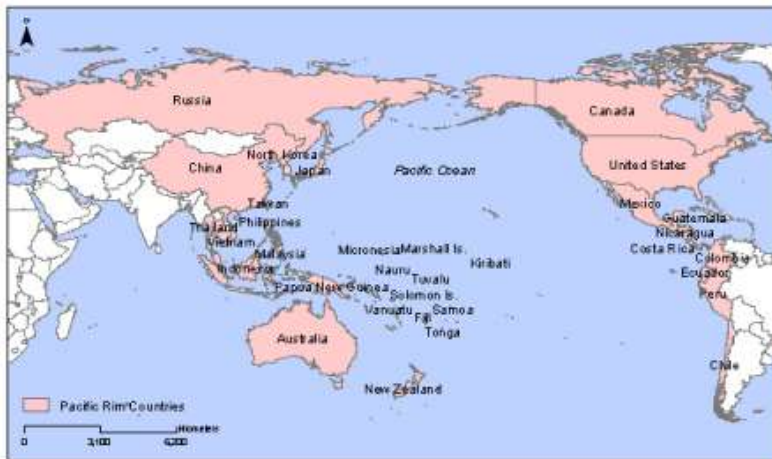 Russia
Canada
North Korea
China
Japan
Pacific Ocean
United States
Taiwan
Mexico
Thailand
Philippines
Guatemala
Vietnam
Nicaragua
Malaysia
Micronesia
Marshall Is.
Costa Rica
Colombia
Indonesia
Nauru
Kiribati
Ecuador
Papua New Guinea
Tuvalu
Solomon Is.
Peru
Vanuatu
Fiji
Samoa
Tonga
Australia
Chile
New Zealand
Pacific Rim Countries
Kilometers
0 3,100 6,200